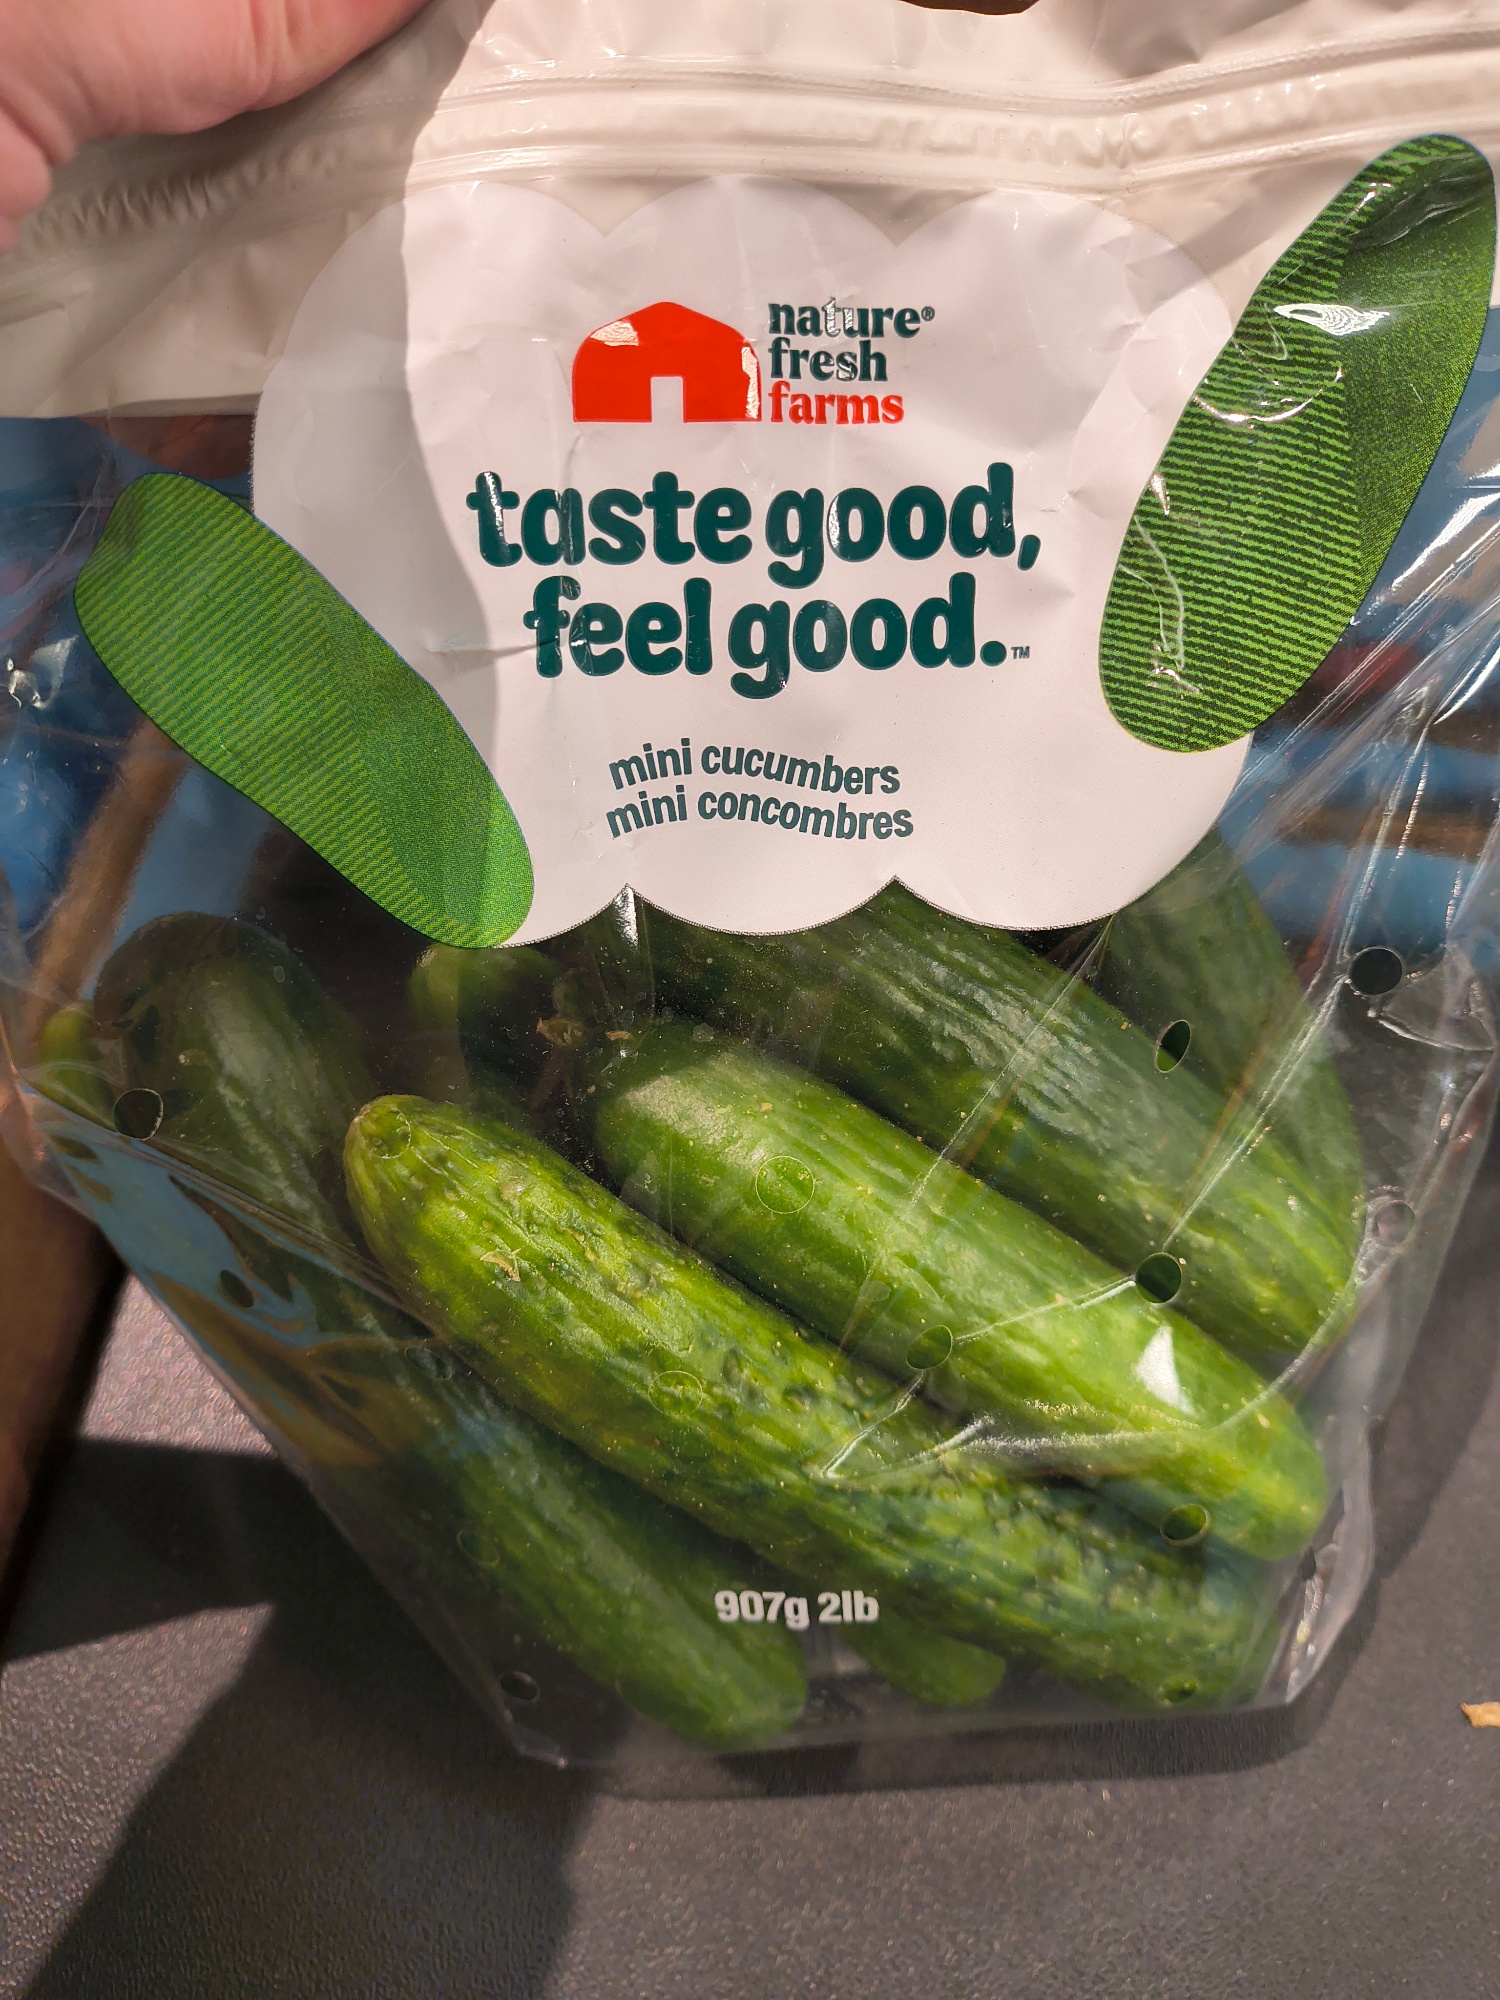 nature®
fresh
farms
taste good,
feel good.™
mini cucumbers
mini concombres
907g 2lb